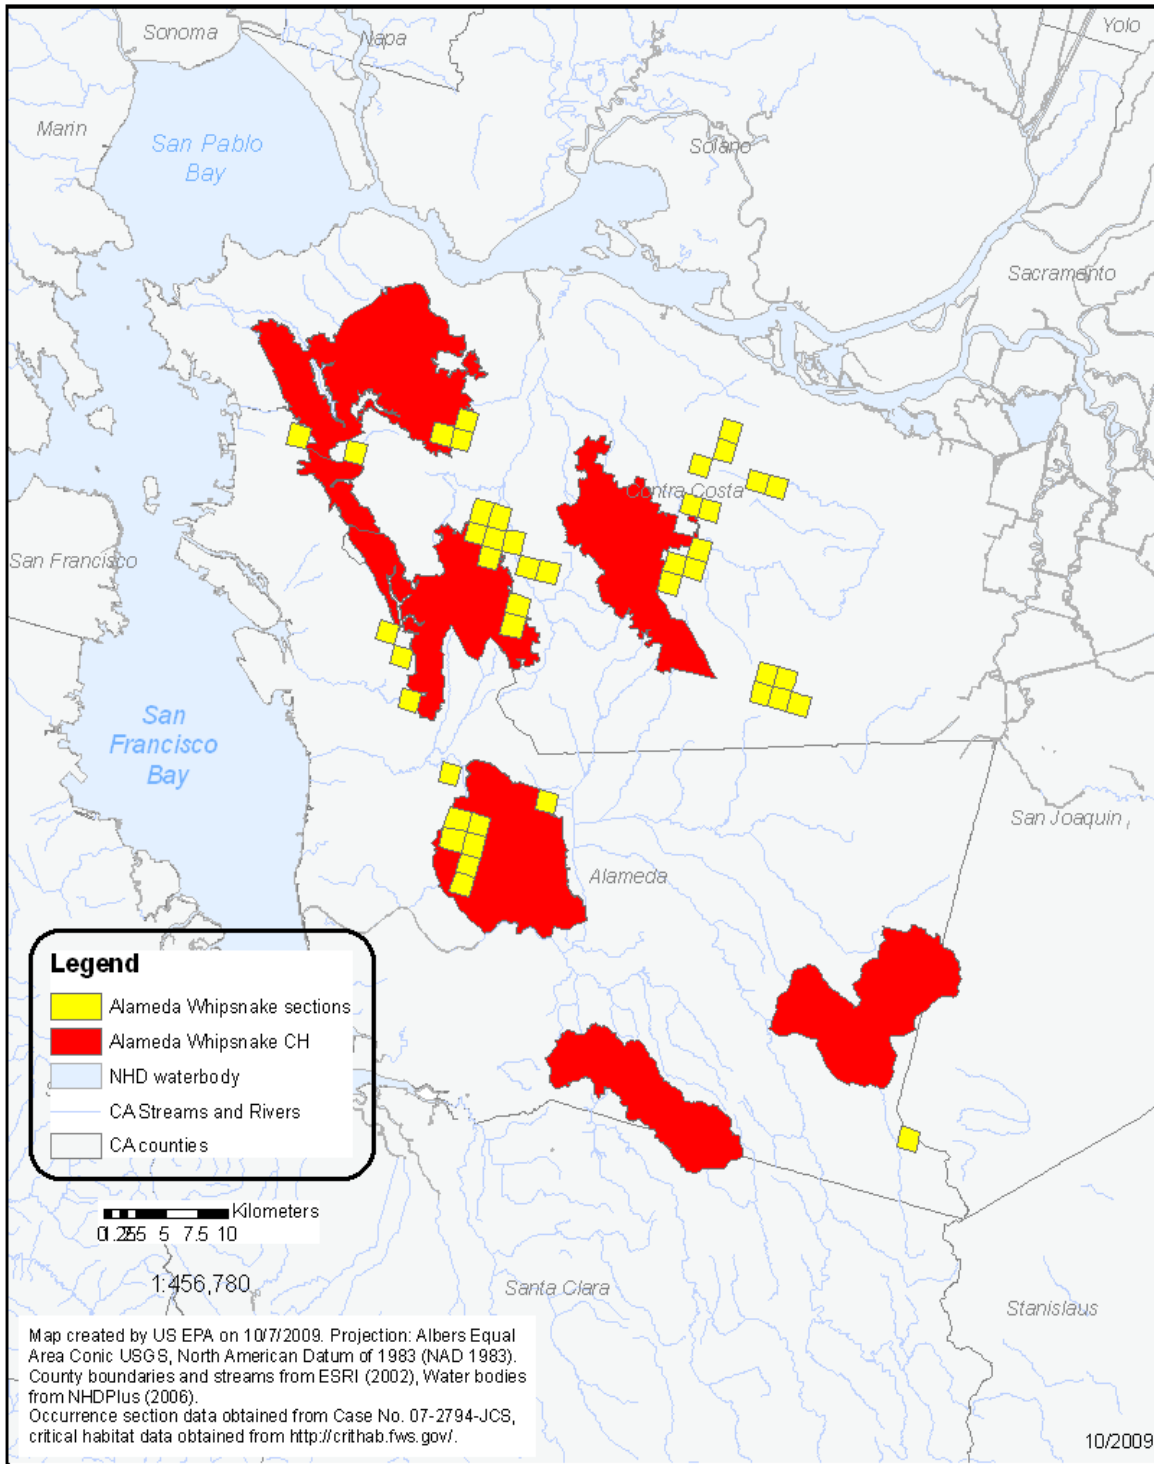 Sonoma
Napa
Yolo
Marin
San Pablo
Bay
Solano
Sacramento
Contra Costa
San Francisco
San
Francisco
Bay
San Joaquin
Alameda
Legend
Alameda Whipsnake sections
Alameda Whipsnake CH
NHD waterbody
CA Streams and Rivers
CA counties
Kilometers
0 1.25 2.5 5 7.5 10
1:456,780
Santa Clara
Stanislaus
Map created by US EPA on 10/7/2009. Projection: Albers Equal
Area Conic USGS, North American Datum of 1983 (NAD 1983).
County boundaries and streams from ESRI (2002), Water bodies
from NHDPlus (2006).
Occurrence section data obtained from Case No. 07-2794-JCS,
critical habitat data obtained from http://crithab.fws.gov/.
10/2009